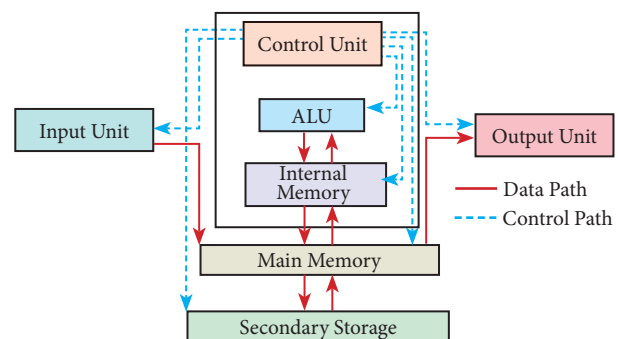 Control Unit
Input Unit
ALU
Output Unit
Internal
Memory
Data Path
Control Path
Main Memory
Secondary Storage